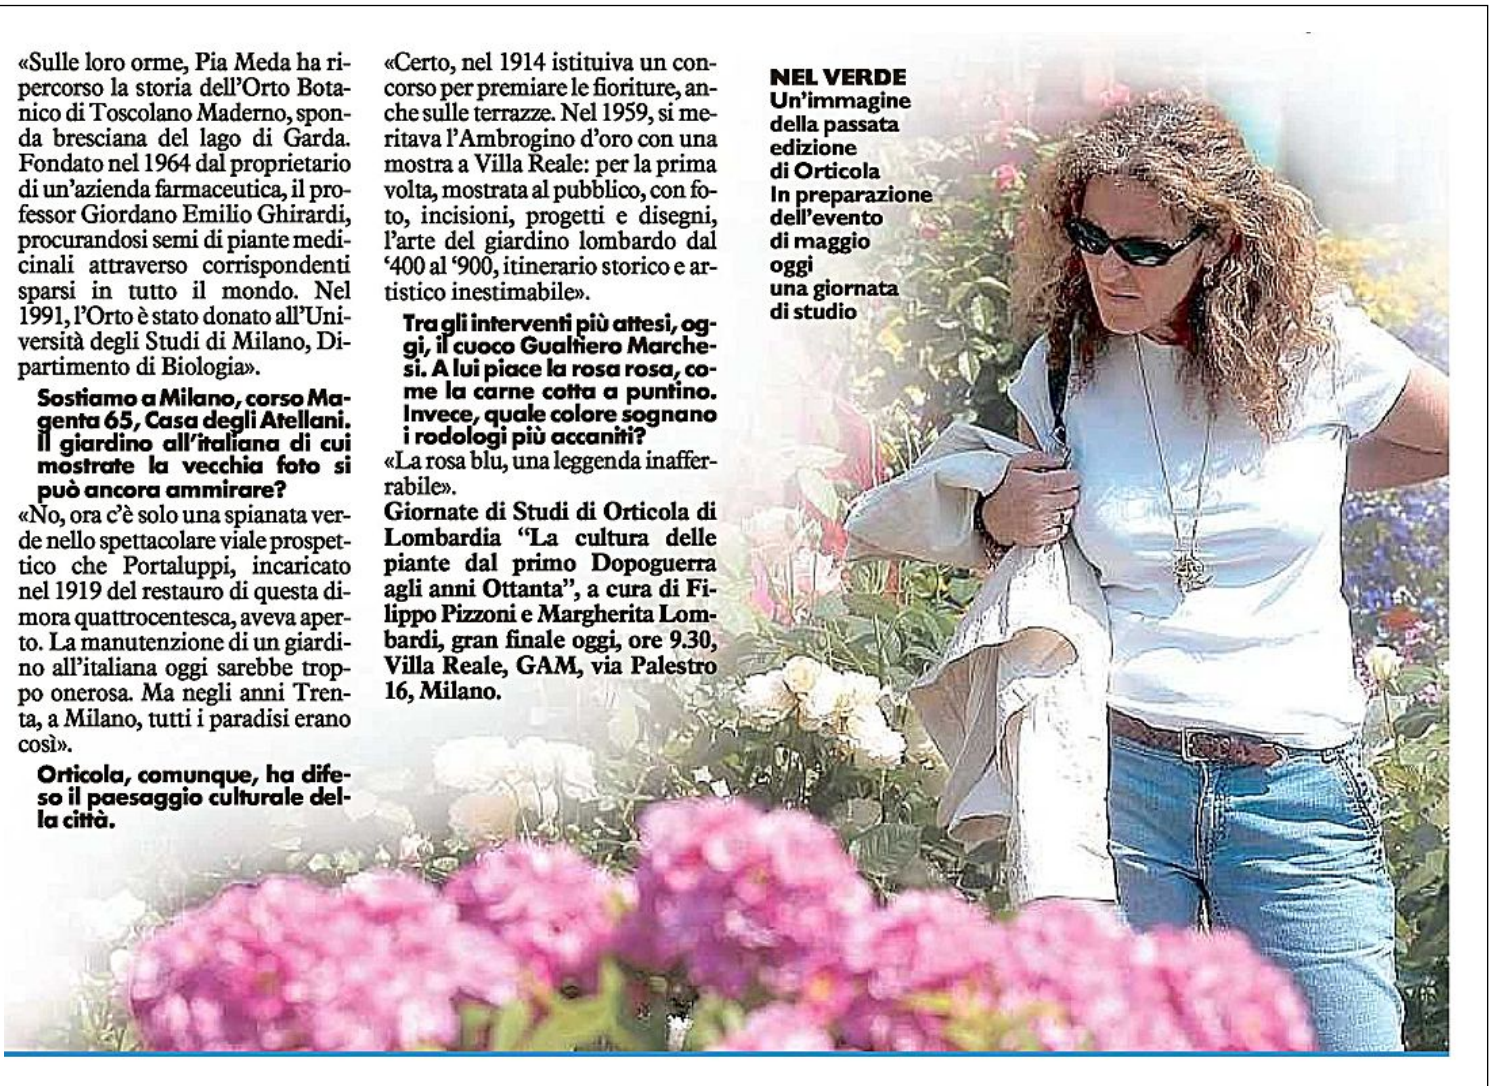 «Sulle loro orme, Pia Meda ha ri-
percorso la storia dell'Orto Bota-
nico di Toscolano Maderno, spon-
da bresciana del lago di Garda.
Fondato nel 1964 dal proprietario
di un'azienda farmaceutica, il pro-
fessor Giordano Emilio Ghirardi,
procurandosi semi di piante medi-
cinali attraverso corrispondenti
sparsi in tutto il mondo. Nel
1991, l'Orto è stato donato all'Uni-
versità degli Studi di Milano, Di-
partimento di Biologia».
Sostiamo a Milano, corso Ma-
genta 65, Casa degli Atellani.
Il giardino all'italiana di cui
mostrate la vecchia foto si
può ancora ammirare?
«No, ora c'è solo una spianata ver-
de nello spettacolare viale prospet-
tico che Portaluppi, incaricato
nel 1919 del restauro di questa di-
mora quattrocentesca, aveva aper-
to. La manutenzione di un giardi-
no all'italiana oggi sarebbe trop-
po onerosa. Ma negli anni Tren-
ta, a Milano, tutti i paradisi erano
così».
Orticola, comunque, ha dife-
so il paesaggio culturale del-
la città.
«Certo, nel 1914 istituiva un con-
corso per premiare le fioriture, an-
che sulle terrazze. Nel 1959, si me-
ritava l'Ambrogino d'oro con una
mostra a Villa Reale: per la prima
volta, mostrata al pubblico, con fo-
to, incisioni, progetti e disegni,
l'arte del giardino lombardo dal
'400 al '900, itinerario storico e ar-
tistico inestimabile».
Tra gli interventi più attesi, og-
gi, il cuoco Gualtiero Marche-
si. A lui piace la rosa rosa, co-
me la carne cotta a puntino.
Invece, quale colore sognano
i rodologi più accaniti?
«La rosa blu, una leggenda inaffer-
rabile».
Giornate di Studi di Orticola di
Lombardia “La cultura delle
piante dal primo Dopoguerra
agli anni Ottanta”, a cura di Fi-
lippo Pizzoni e Margherita Lom-
bardi, gran finale oggi, ore 9.30,
Villa Reale, GAM, via Palestro
16, Milano.
NEL VERDE
Un'immagine
della passata
edizione
di Orticola
In preparazione
dell'evento
di maggio
oggi
una giornata
di studio